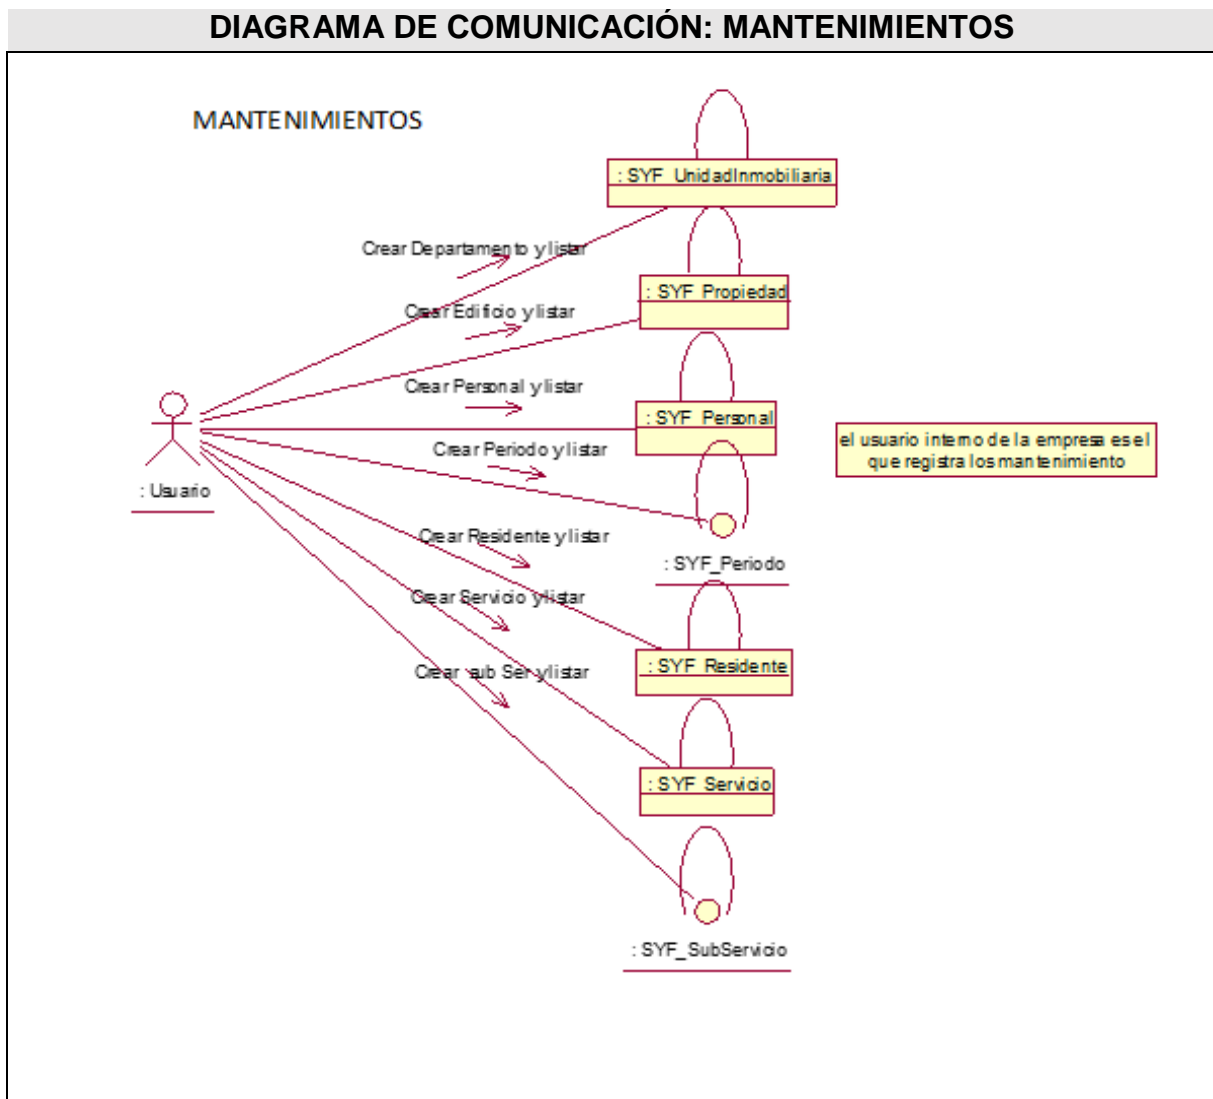 DIAGRAMA DE COMUNICACIÓN: MANTENIMIENTOS
MANTENIMIENTOS
: SYF_UnidadInmobiliaria
Crear Departamento y listar
: SYF_Propiedad
Crear Edificio y listar
Crear Personal y listar
: SYF_Personal
el usuario interno de la empresa es el
que registra los mantenimiento
Crear Periodo y listar
: Usuario
Crear Residente y listar
: SYF_Periodo
Crear Servicio y listar
: SYF_Residente
Crear sub Ser y listar
: SYF_Servicio
: SYF_SubServicio